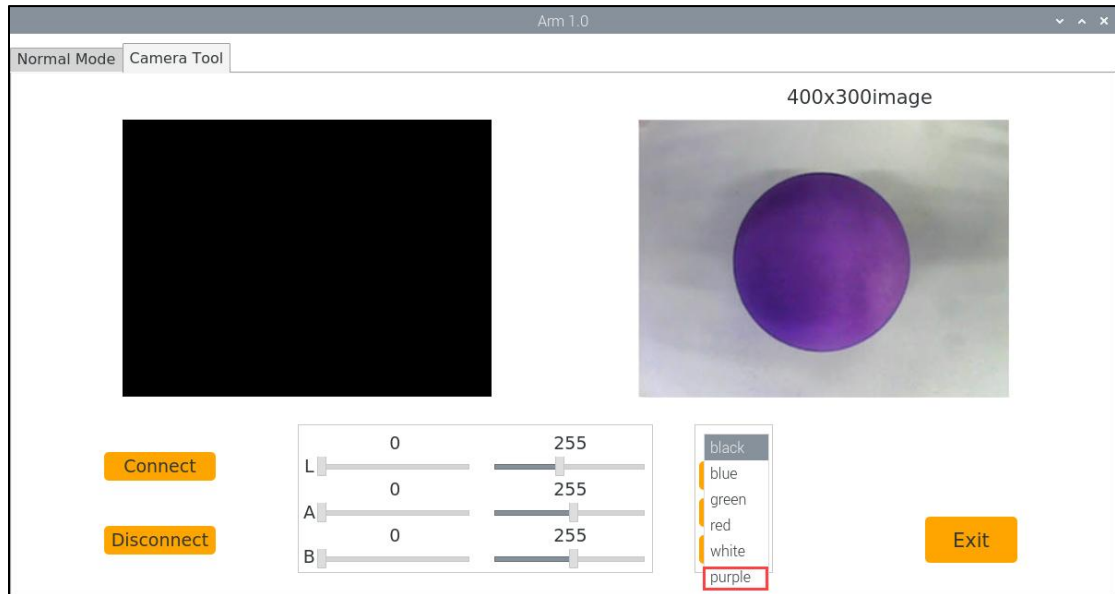 Arm 1.0
Normal Mode Camera Tool
400x300image
0 255
L
0 255
A
0 255
B
Connect
Disconnect
black
blue
green
red
white
purple
Exit